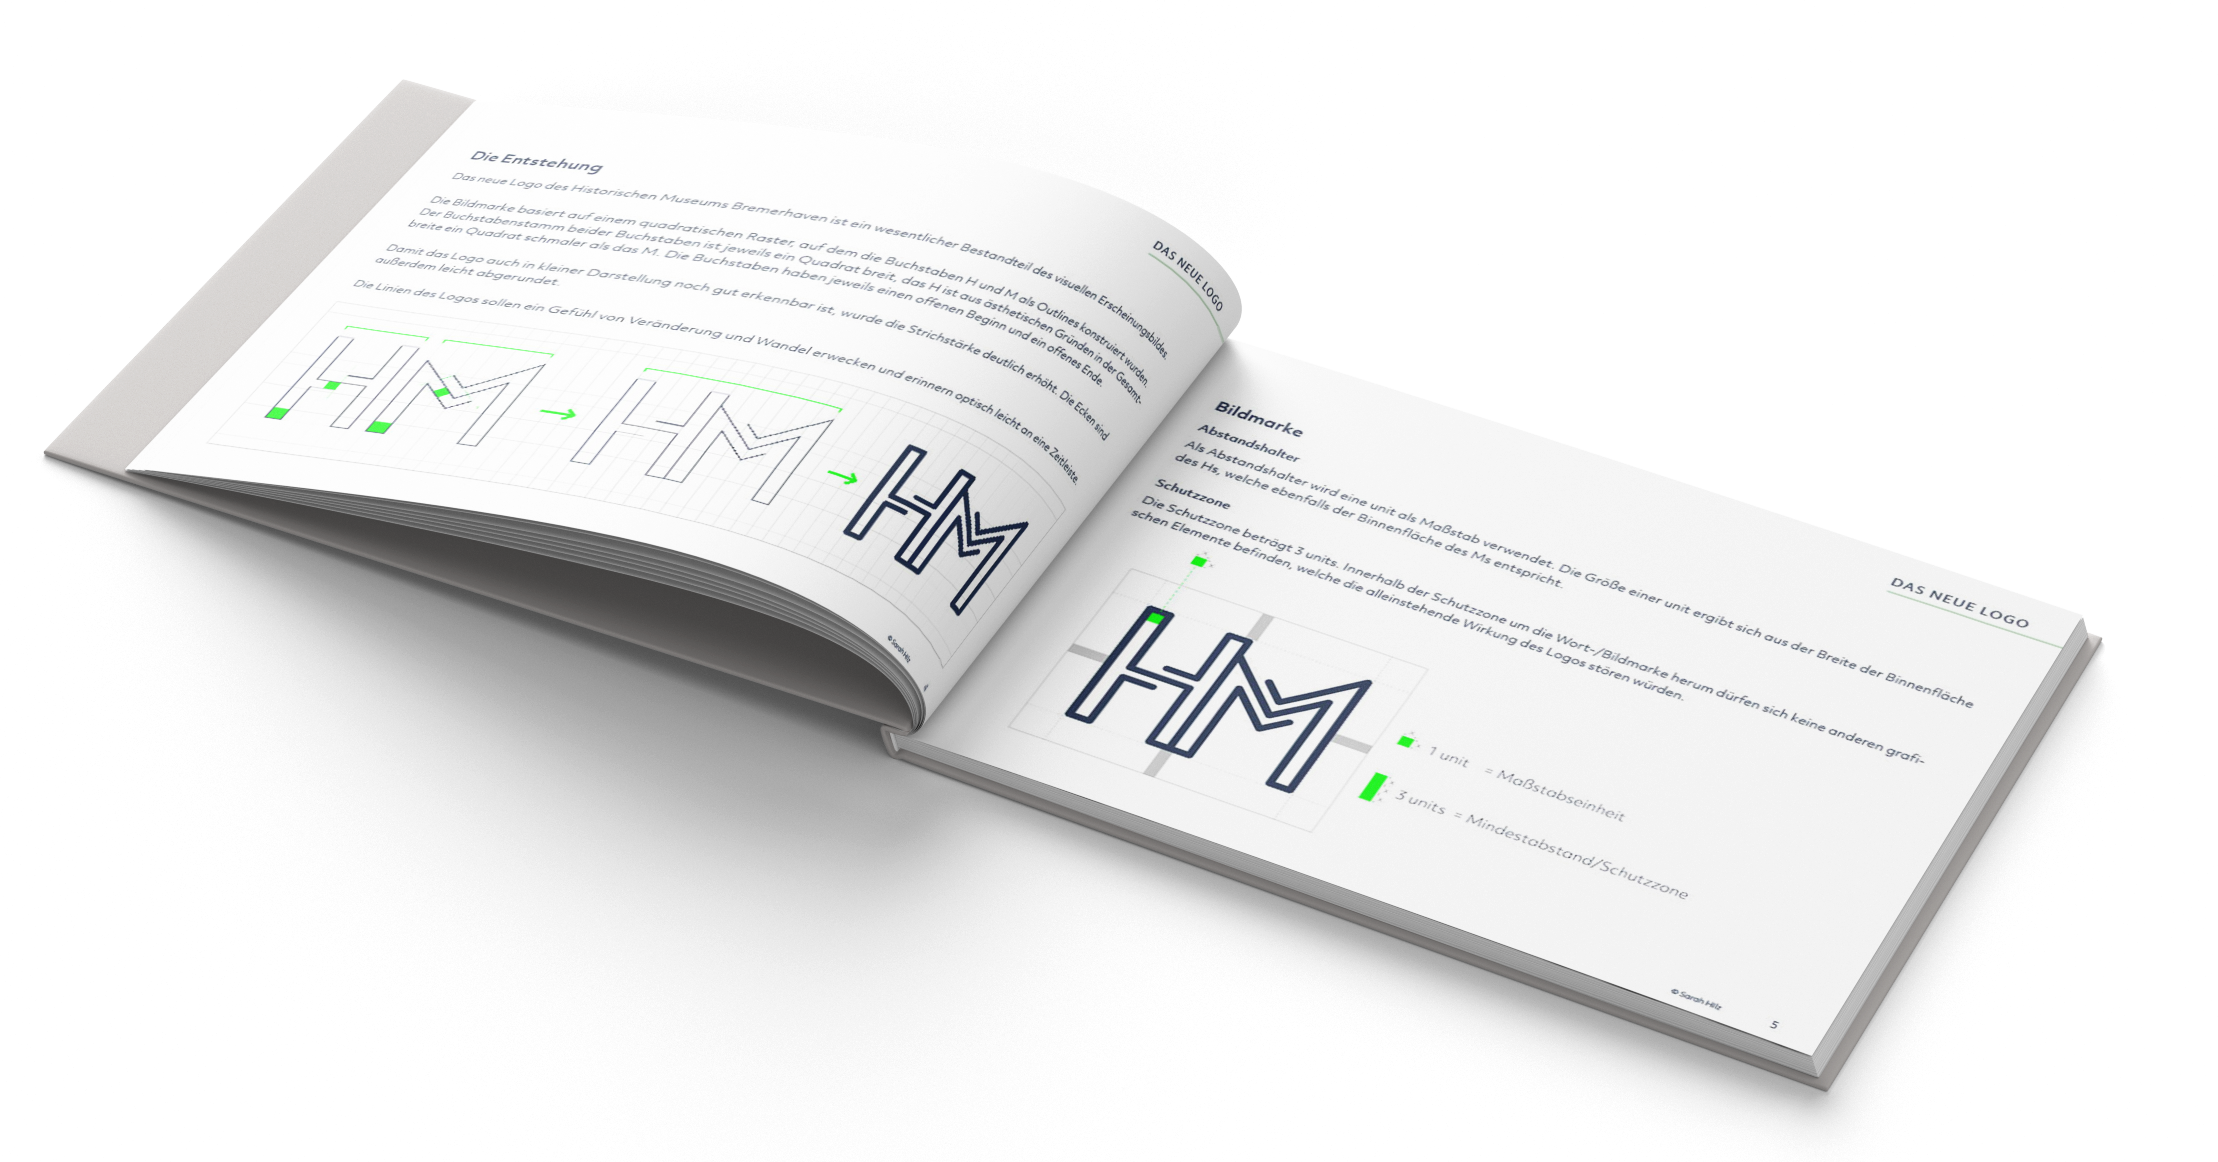 DAS NEUE LOGO
Die Entstehung
Das neue Logo des Historischen Museums Bremerhaven ist ein wesentlicher Bestandteil des visuellen Erscheinungsbildes.
Die Bildmarke basiert auf einem quadratischen Raster, auf dem die Buchstaben H und M als Outlines konstruiert wurden.
Der Buchstabenstamm beider Buchstaben ist jeweils ein Quadrat breit, das H ist aus ästhetischen Gründen in der Gesamt-
breite ein Quadrat schmaler als das M. Die Buchstaben haben jeweils einen offenen Beginn und ein offenes Ende.
Damit das Logo auch in kleiner Darstellung noch gut erkennbar ist, wurde die Strichstärke deutlich erhöht. Die Ecken sind
außerdem leicht abgerundet.
Die Linien des Logos sollen ein Gefühl von Veränderung und Wandel erwecken und erinnern optisch leicht an eine Zeitleiste.
HM
HM
HM
© Sarah Hilz
4
DAS NEUE LOGO
Bildmarke
Abstandshalter
Als Abstandshalter wird eine unit als Maßstab verwendet. Die Größe einer unit ergibt sich aus der Breite der Binnenfläche
des Hs, welche ebenfalls der Binnenfläche des Ms entspricht.
Schutzzone
Die Schutzzone beträgt 3 units. Innerhalb der Schutzzone um die Wort-/Bildmarke herum dürfen sich keine anderen grafi-
schen Elemente befinden, welche die alleinstehende Wirkung des Logos stören würden.
HM
1 unit = Maßstabseinheit
3 units = Mindestabstand/Schutzzone
© Sarah Hilz
5